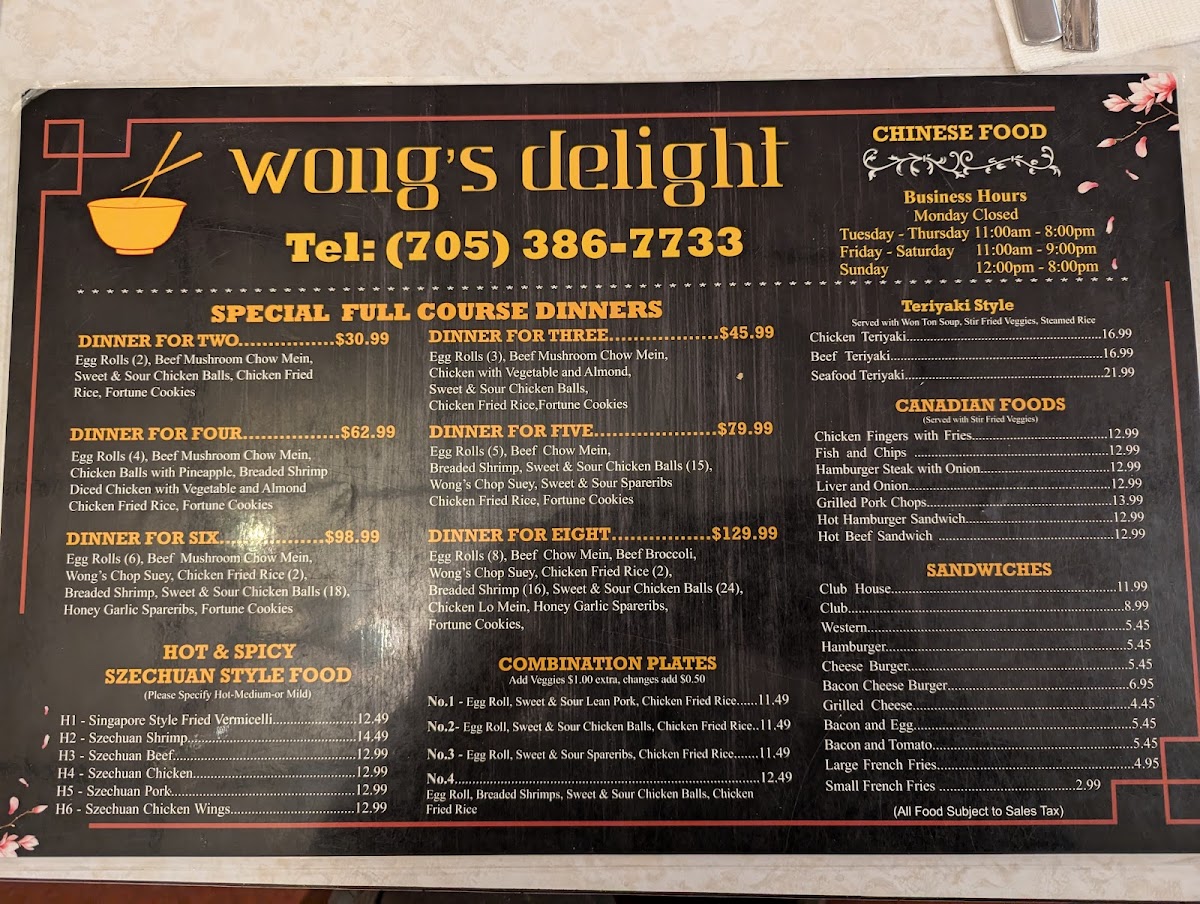 wong's delight
Tel: (705) 386-7733
CHINESE FOOD
Business Hours
Monday Closed
Tuesday - Thursday 11:00am - 8:00pm
Friday - Saturday 11:00am - 9:00pm
Sunday 12:00pm - 8:00pm
SPECIAL FULL COURSE DINNERS
DINNER FOR TWO....................$30.99
Egg Rolls (2), Beef Mushroom Chow Mein,
Sweet & Sour Chicken Balls, Chicken Fried
Rice, Fortune Cookies
DINNER FOR THREE....................$45.99
Egg Rolls (3), Beef Mushroom Chow Mein,
Chicken with Vegetable and Almond,
Sweet & Sour Chicken Balls,
Chicken Fried Rice,Fortune Cookies
DINNER FOR FOUR....................$62.99
Egg Rolls (4), Beef Mushroom Chow Mein,
Chicken Balls with Pineapple, Breaded Shrimp
Diced Chicken with Vegetable and Almond
Chicken Fried Rice, Fortune Cookies
DINNER FOR FIVE....................$79.99
Egg Rolls (5), Beef Chow Mein,
Breaded Shrimp, Sweet & Sour Chicken Balls (15),
Wong's Chop Suey, Sweet & Sour Spareribs
Chicken Fried Rice, Fortune Cookies
DINNER FOR SIX....................$98.99
Egg Rolls (6), Beef Mushroom Chow Mein,
Wong's Chop Suey, Chicken Fried Rice (2),
Breaded Shrimp, Sweet & Sour Chicken Balls (18),
Honey Garlic Spareribs, Fortune Cookies
DINNER FOR EIGHT....................$129.99
Egg Rolls (8), Beef Chow Mein, Beef Broccoli,
Wong's Chop Suey, Chicken Fried Rice (2),
Breaded Shrimp (16), Sweet & Sour Chicken Balls (24),
Chicken Lo Mein, Honey Garlic Spareribs,
Fortune Cookies,
HOT & SPICY
SZECHUAN STYLE FOOD
(Please Specify Hot-Medium-or Mild)
H1 - Singapore Style Fried Vermicelli....................12.49
H2 - Szechuan Shrimp....................14.49
H3 - Szechuan Beef....................12.99
H4 - Szechuan Chicken....................12.99
H5 - Szechuan Pork....................12.99
H6 - Szechuan Chicken Wings....................12.99
COMBINATION PLATES
Add Veggies $1.00 extra, changes add $0.50
No.1 - Egg Roll, Sweet & Sour Lean Pork, Chicken Fried Rice......11.49
No.2- Egg Roll, Sweet & Sour Chicken Balls, Chicken Fried Rice..11.49
No.3 - Egg Roll, Sweet & Sour Spareribs, Chicken Fried Rice.......11.49
No.4....................12.49
Egg Roll, Breaded Shrimps, Sweet & Sour Chicken Balls, Chicken
Fried Rice
Teriyaki Style
Served with Won Ton Soup, Stir Fried Veggies, Steamed Rice
Chicken Teriyaki....................16.99
Beef Teriyaki....................16.99
Seafood Teriyaki....................21.99
CANADIAN FOODS
(Served with Stir Fried Veggies)
Chicken Fingers with Fries....................12.99
Fish and Chips ....................12.99
Hamburger Steak with Onion....................12.99
Liver and Onion....................12.99
Grilled Pork Chops....................13.99
Hot Hamburger Sandwich....................12.99
Hot Beef Sandwich ....................12.99
SANDWICHES
Club House....................11.99
Club....................8.99
Western....................5.45
Hamburger....................5.45
Cheese Burger....................5.45
Bacon Cheese Burger....................6.95
Grilled Cheese....................4.45
Bacon and Egg....................5.45
Bacon and Tomato....................5.45
Large French Fries....................4.95
Small French Fries ....................2.99
(All Food Subject to Sales Tax)